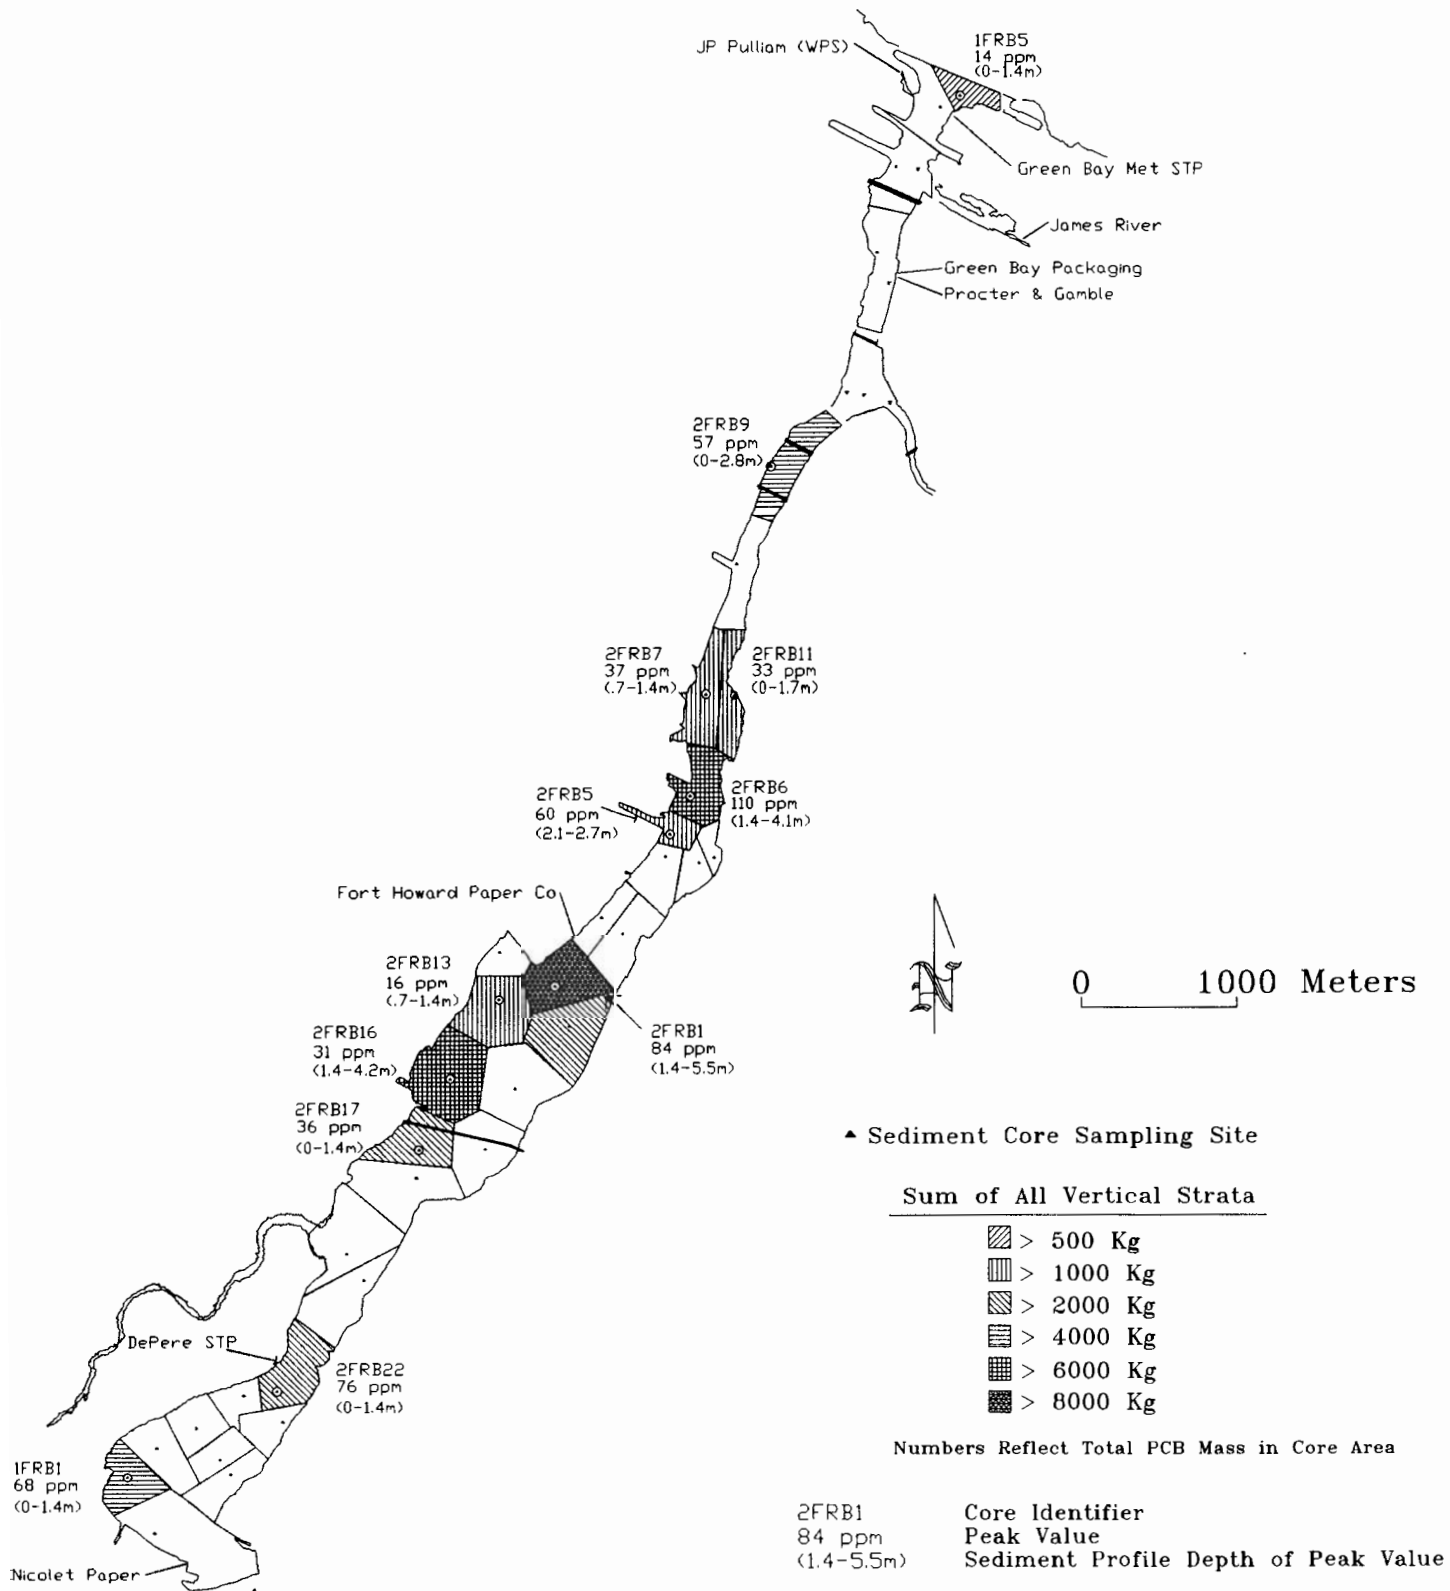 JP Pulliam (WPS)
1FRB5
14 ppm
(0-1.4m)
Green Bay Met STP
James River
Green Bay Packaging
Procter & Gamble
2FRB9
57 ppm
(0-2.8m)
2FRB7
37 ppm
(.7-1.4m)
2FRB11
33 ppm
(0-1.7m)
2FRB5
60 ppm
(2.1-2.7m)
2FRB6
110 ppm
(1.4-4.1m)
Fort Howard Paper Co
2FRB13
16 ppm
(.7-1.4m)
2FRB16
31 ppm
(1.4-4.2m)
2FRB1
84 ppm
(1.4-5.5m)
2FRB17
36 ppm
(0-1.4m)
DePere STP
2FRB22
76 ppm
(0-1.4m)
1FRB1
68 ppm
(0-1.4m)
Nicolet Paper
N
0 1000 Meters
▲ Sediment Core Sampling Site
Sum of All Vertical Strata
> 500 Kg
> 1000 Kg
> 2000 Kg
> 4000 Kg
> 6000 Kg
> 8000 Kg
Numbers Reflect Total PCB Mass in Core Area
2FRB1 Core Identifier
84 ppm Peak Value
(1.4-5.5m) Sediment Profile Depth of Peak Value